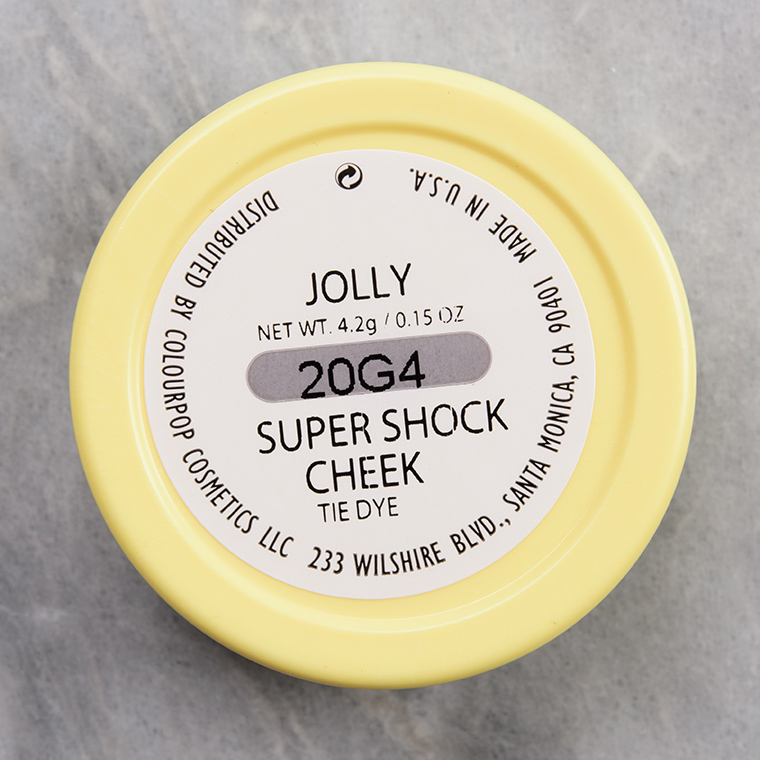 JOLLY
NET WT. 4.2g / 0.15 OZ
20G4
SUPER SHOCK
CHEEK
TIE DYE
DISTRIBUTED BY COLOURPOP COSMETICS LLC 233 WILSHIRE BLVD., SANTA MONICA, CA 90401 MADE IN U.S.A.